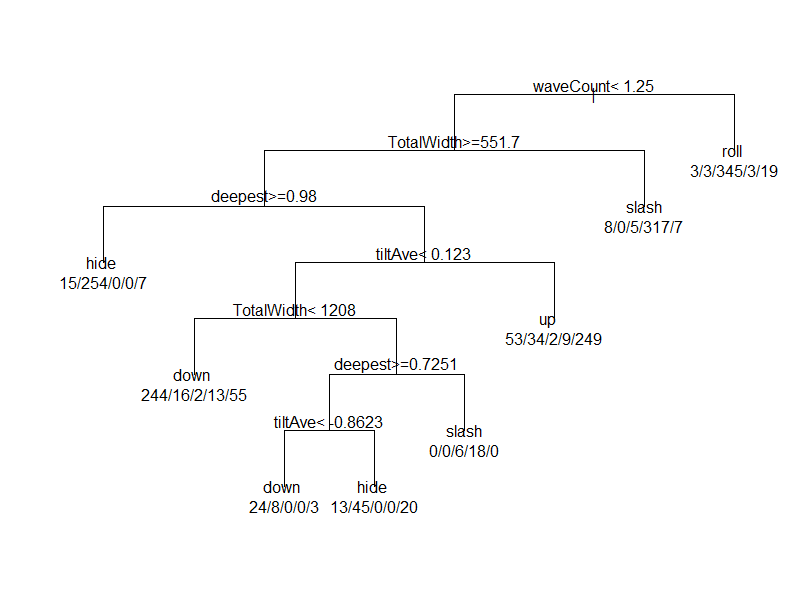 waveCount< 1.25
TotalWidth>=551.7
roll
3/3/345/3/19
deepest>=0.98
slash
8/0/5/317/7
hide
15/254/0/0/7
tiltAve< 0.123
TotalWidth< 1208
up
53/34/2/9/249
down
244/16/2/13/55
deepest>=0.7251
tiltAve< -0.8623
slash
0/0/6/18/0
down
24/8/0/0/3
hide
13/45/0/0/20